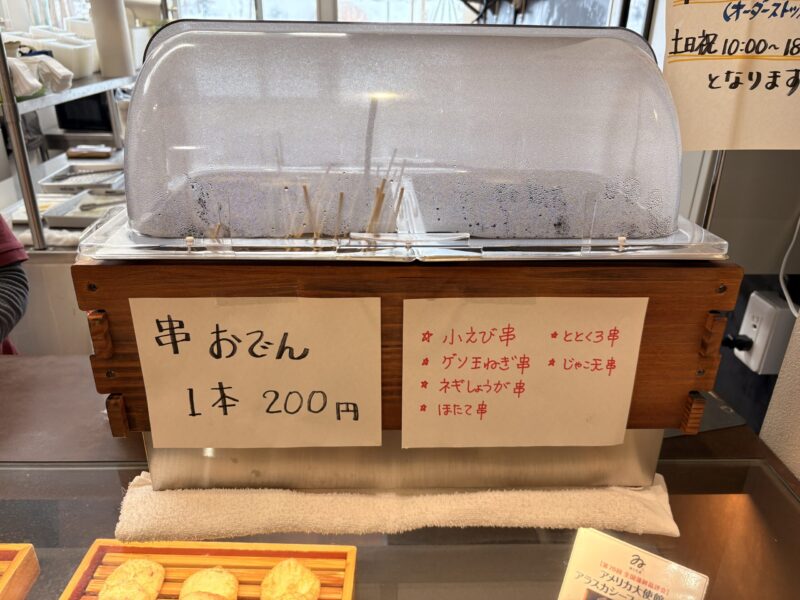 (オーダーストッ
土日祝 10:00〜18
となります
串 おでん
1本 200円
☆ 小えび串
☆ ゲソ玉ねぎ串
☆ ネギしょうが串
☆ ほたて串
☆ ととくろ串
☆ じゃこ天串
アメリカ大使館
アラスカシー